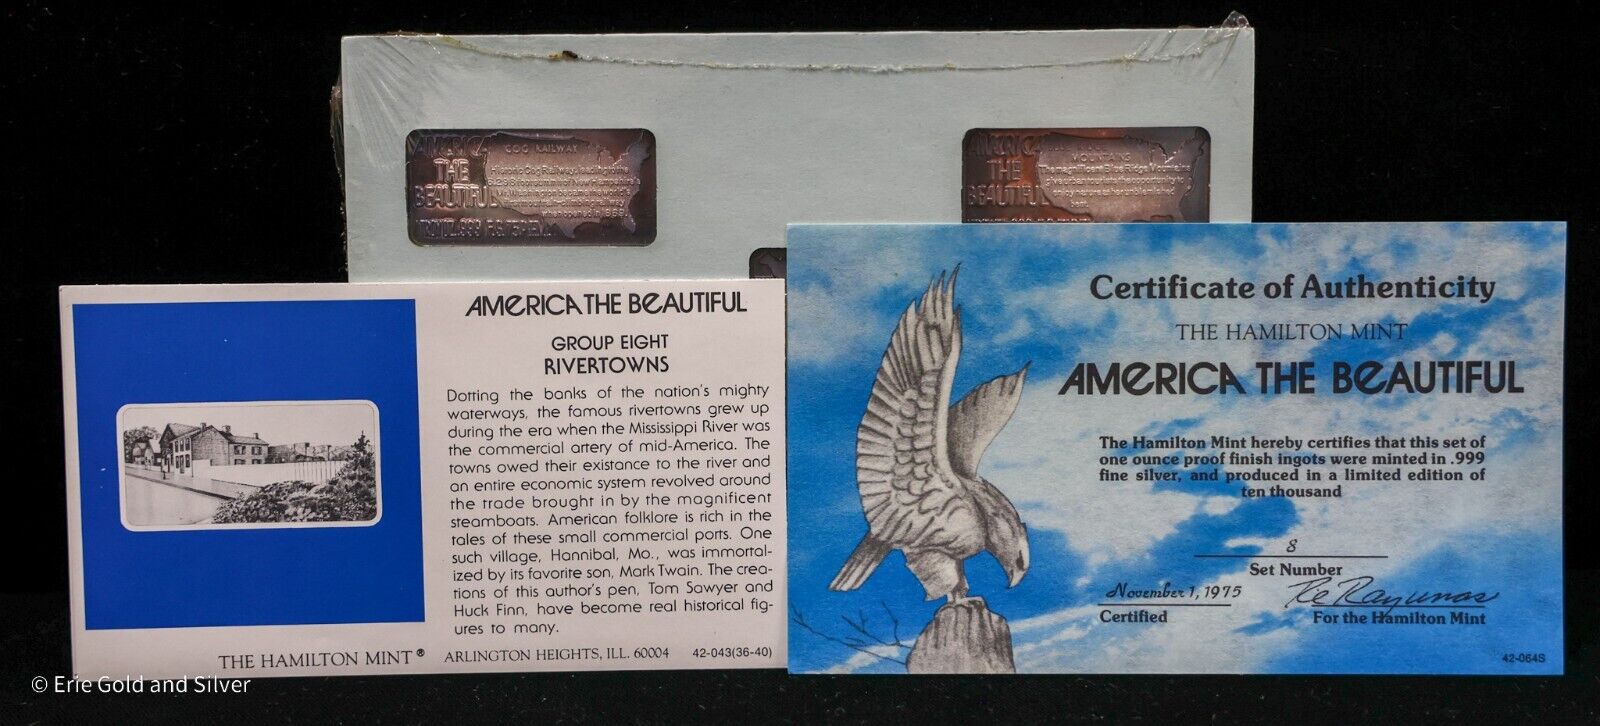 AMERICA
THE
BEAUTIFUL
COG RAILWAY
AMERICA
THE
BEAUTIFUL
MOUNTAINS
AMERICA THE BEAUTIFUL
GROUP EIGHT
RIVERTOWNS
Dotting the banks of the nation's mighty
waterways, the famous rivertowns grew up
during the era when the Mississippi River was
the commercial artery of mid-America. The
towns owed their existance to the river and
an entire economic system revolved around
the trade brought in by the magnificent
steamboats. American folklore is rich in the
tales of these small commercial ports. One
such village, Hannibal, Mo., was immortal-
ized by its favorite son, Mark Twain. The crea-
tions of this author's pen, Tom Sawyer and
Huck Finn, have become real historical fig-
ures to many.
THE HAMILTON MINT ® ARLINGTON HEIGHTS, ILL. 60004 42-043(36-40)
Certificate of Authenticity
THE HAMILTON MINT
AMERICA THE BEAUTIFUL
The Hamilton Mint hereby certifies that this set of
one ounce proof finish ingots were minted in .999
fine silver, and produced in a limited edition of
ten thousand
8
Set Number
November 1, 1975
Certified
For the Hamilton Mint
42-064S
© Erie Gold and Silver